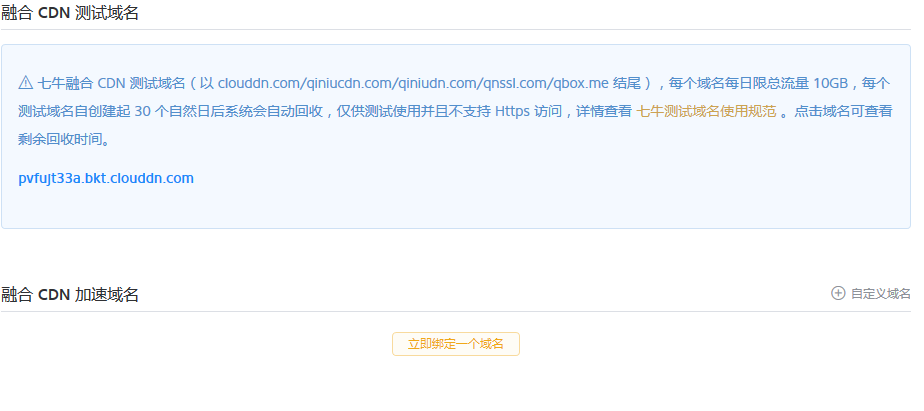 融合 CDN 测试域名
七牛融合 CDN 测试域名（以 clouddn.com/qiniucdn.com/qiniudn.com/qnssl.com/qbox.me 结尾），每个域名每日限总流量 10GB，每个
测试域名自创建起 30 个自然日后系统会自动回收，仅供测试使用并且不支持 Https 访问，详情查看 七牛测试域名使用规范 。点击域名可查看
剩余回收时间。
pvfujt33a.bkt.clouddn.com
融合 CDN 加速域名
自定义域名
立即绑定一个域名